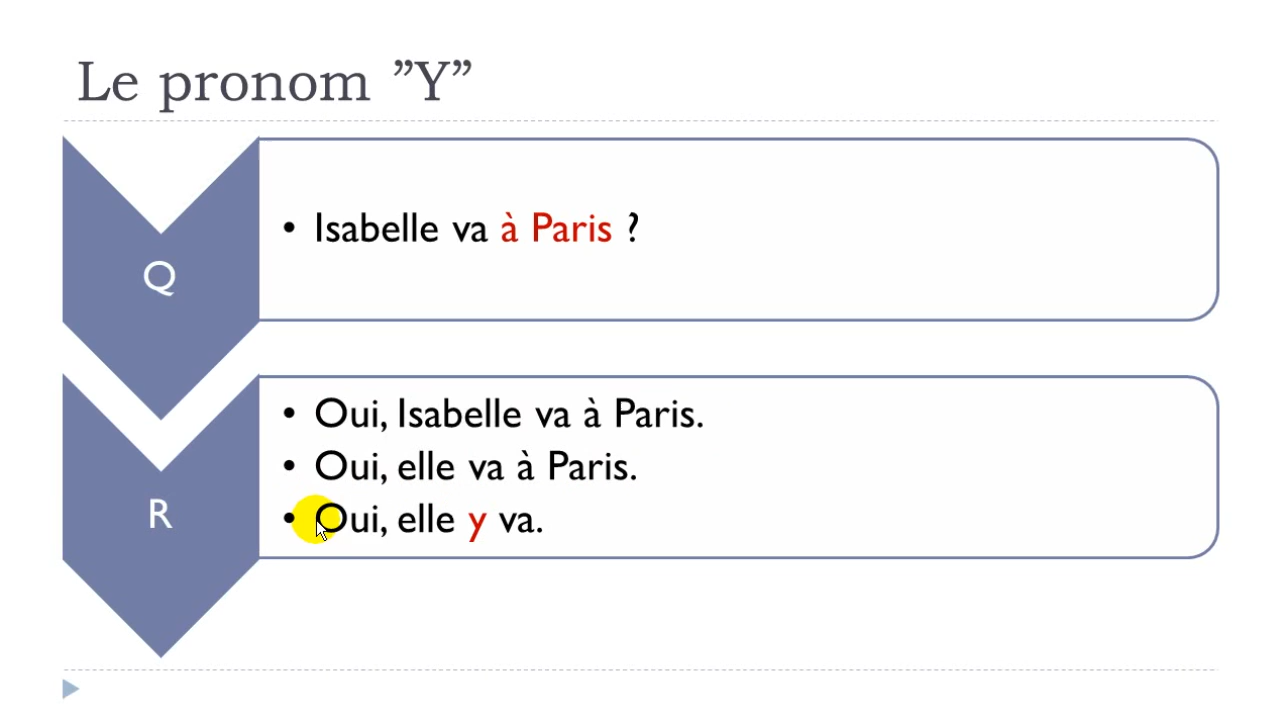 Le pronom ”Y”
Q
• Isabelle va à Paris ?
R
• Oui, Isabelle va à Paris.
• Oui, elle va à Paris.
• Oui, elle y va.